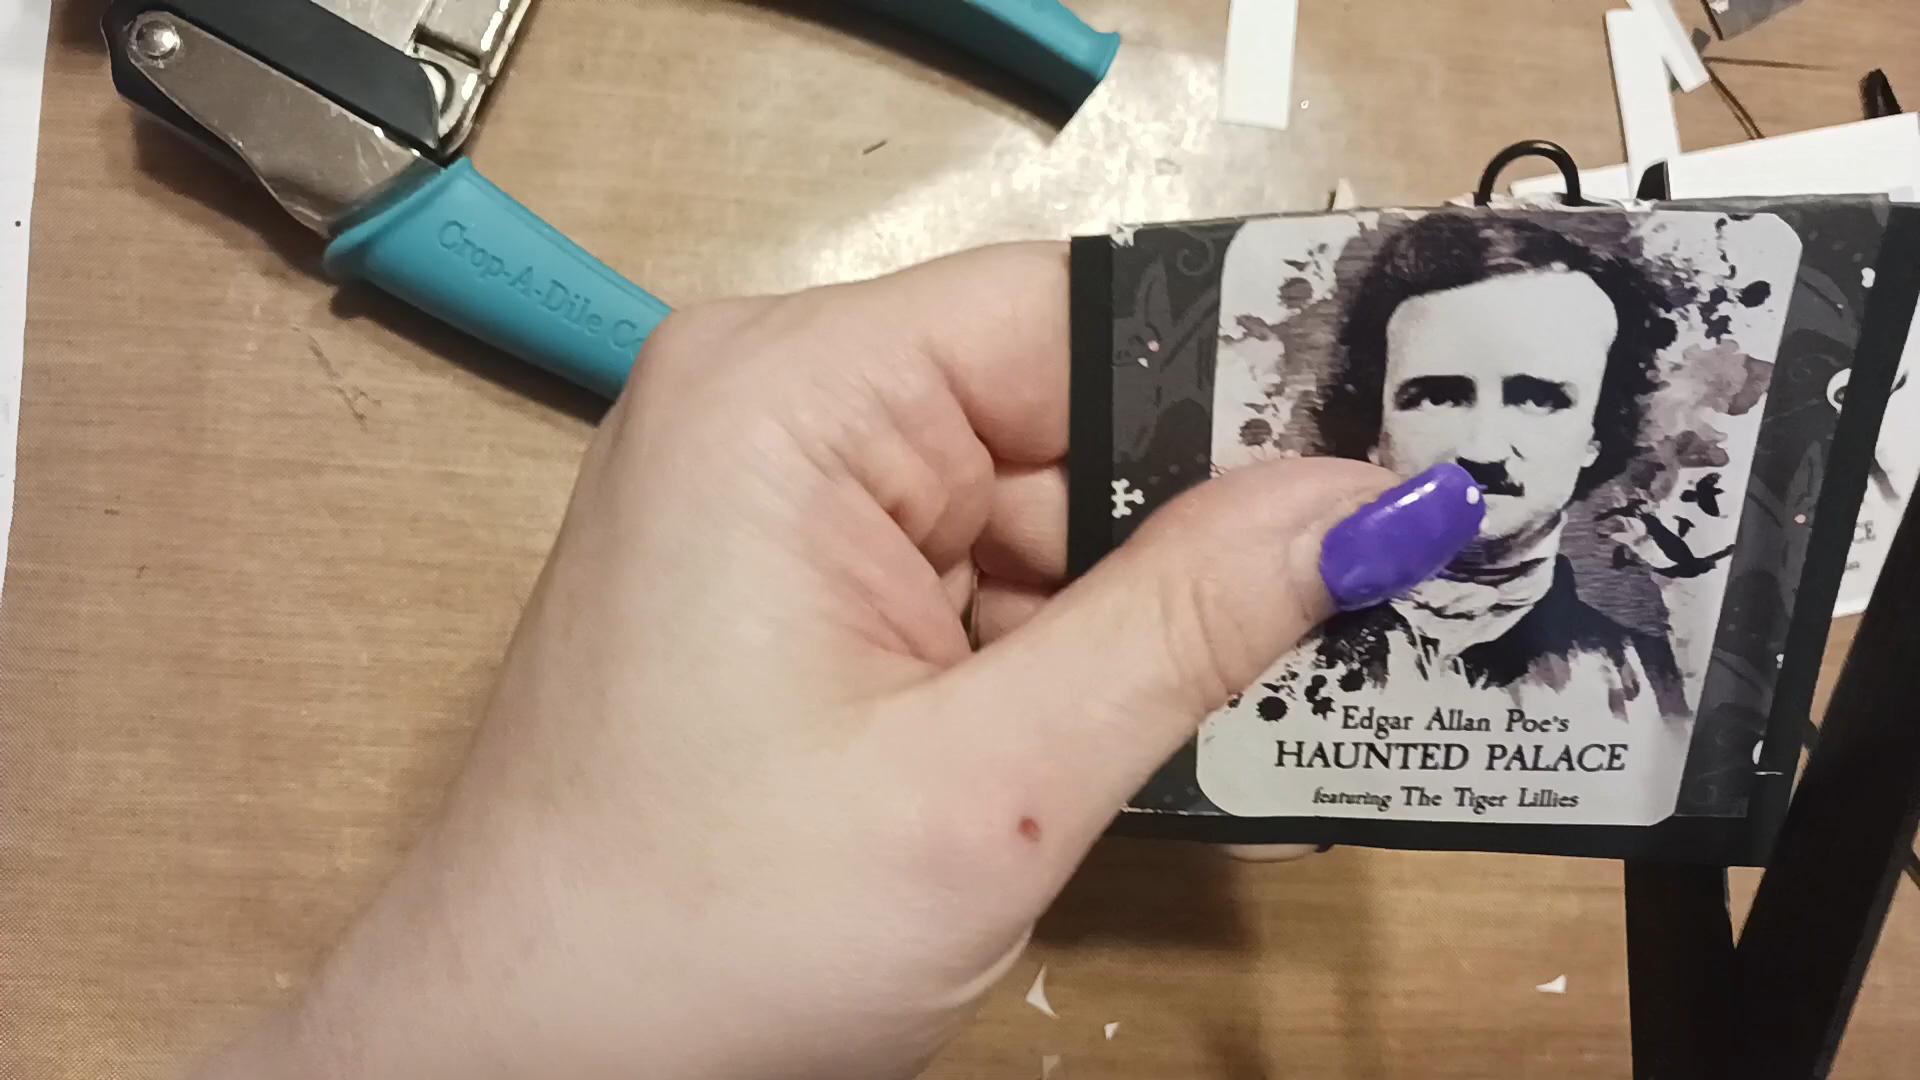 Crop-A-Dile
Edgar Allan Poe's
HAUNTED PALACE
featuring The Tiger Lillies